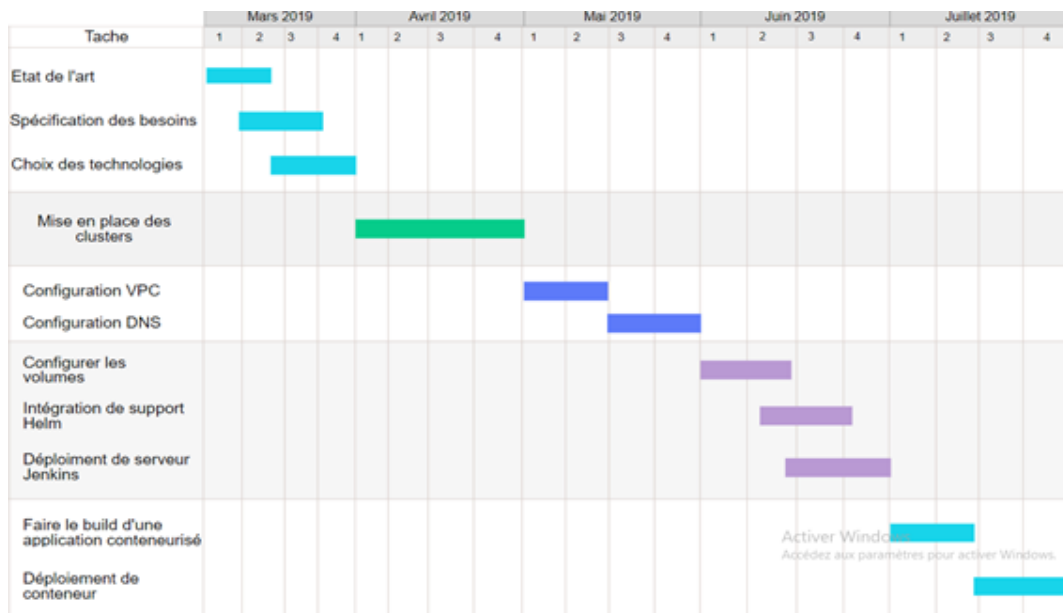 Mars 2019 Avril 2019 Mai 2019 Juin 2019 Juillet 2019
Tache 1 2 3 4 1 2 3 4 1 2 3 4 1 2 3 4 1 2 3 4
Etat de l'art
Spécification des besoins
Choix des technologies
Mise en place des
clusters
Configuration VPC
Configuration DNS
Configurer les
volumes
Intégration de support
Helm
Déploiment de serveur
Jenkins
Faire le build d'une
application conteneurisé
Activer Windows
Accédez aux paramètres pour activer Windows.
Déploiement de
conteneur